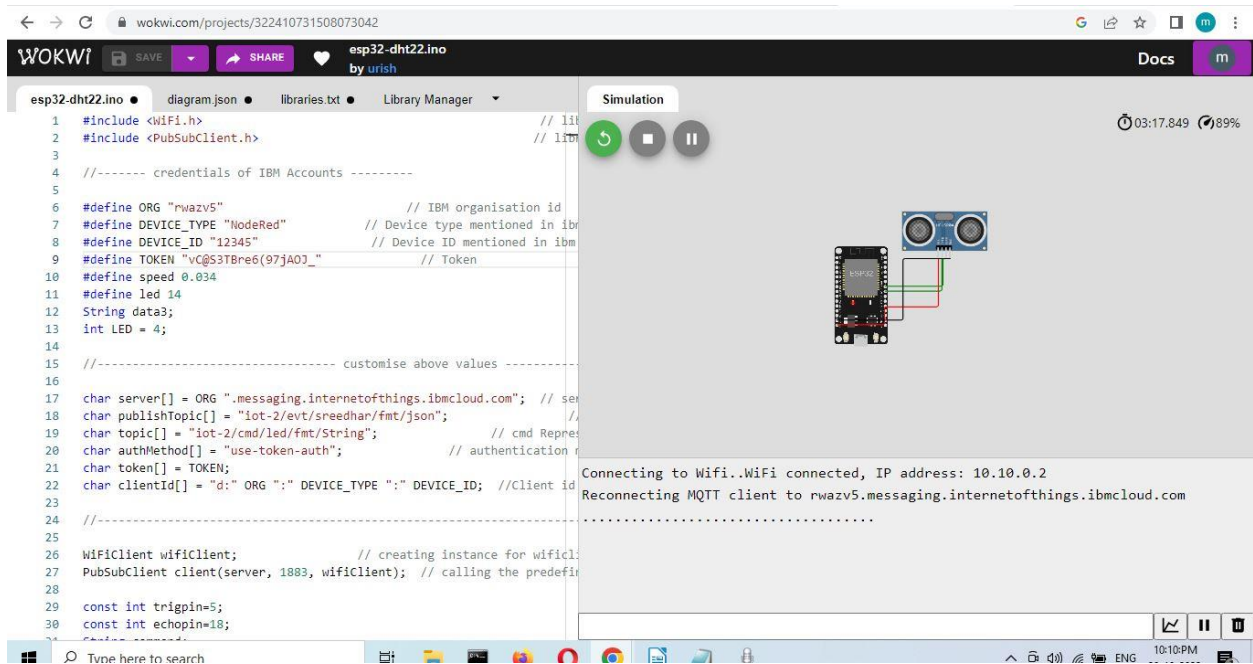 wokwi.com/projects/322410731508073042
WOKWI SAVE SHARE esp32-dht22.ino
by urish
Docs m
esp32-dht22.ino ● diagram.json ● libraries.txt ● Library Manager
1 #include <WiFi.h> //
2 #include <PubSubClient.h> //
3
4 //------- credentials of IBM Accounts ---------
5
6 #define ORG "rwazv5" // IBM organisation id
7 #define DEVICE_TYPE "NodeRed" // Device type mentioned in
8 #define DEVICE_ID "12345" // Device ID mentioned in ibm
9 #define TOKEN "vC@S3TBre6(97jAOJ_" // Token
10 #define speed 0.034
11 #define led 14
12 String data3;
13 int LED = 4;
14
15 //----------------------------- customise above values ----------
16
17 char server[] = ORG ".messaging.internetofthings.ibmcloud.com"; //
18 char publishTopic[] = "iot-2/evt/sreedhar/fmt/json"; //
19 char topic[] = "iot-2/cmd/led/fmt/String"; // cmd
20 char authMethod[] = "use-token-auth"; // authentication
21 char token[] = TOKEN;
22 char clientId[] = "d:" ORG ":" DEVICE_TYPE ":" DEVICE_ID; //Client id
23
24 //-----------------------------------------------------------
25
26 WiFiClient wifiClient; // creating instance for
27 PubSubClient client(server, 1883, wifiClient); // calling the
28
29 const int trigpin=5;
30 const int echopin=18;
Simulation
03:17.849 89%
ESP32
Connecting to Wifi..WiFi connected, IP address: 10.10.0.2
Reconnecting MQTT client to rwazv5.messaging.internetofthings.ibmcloud.com
....................................
Type here to search
ENG
10:10PM